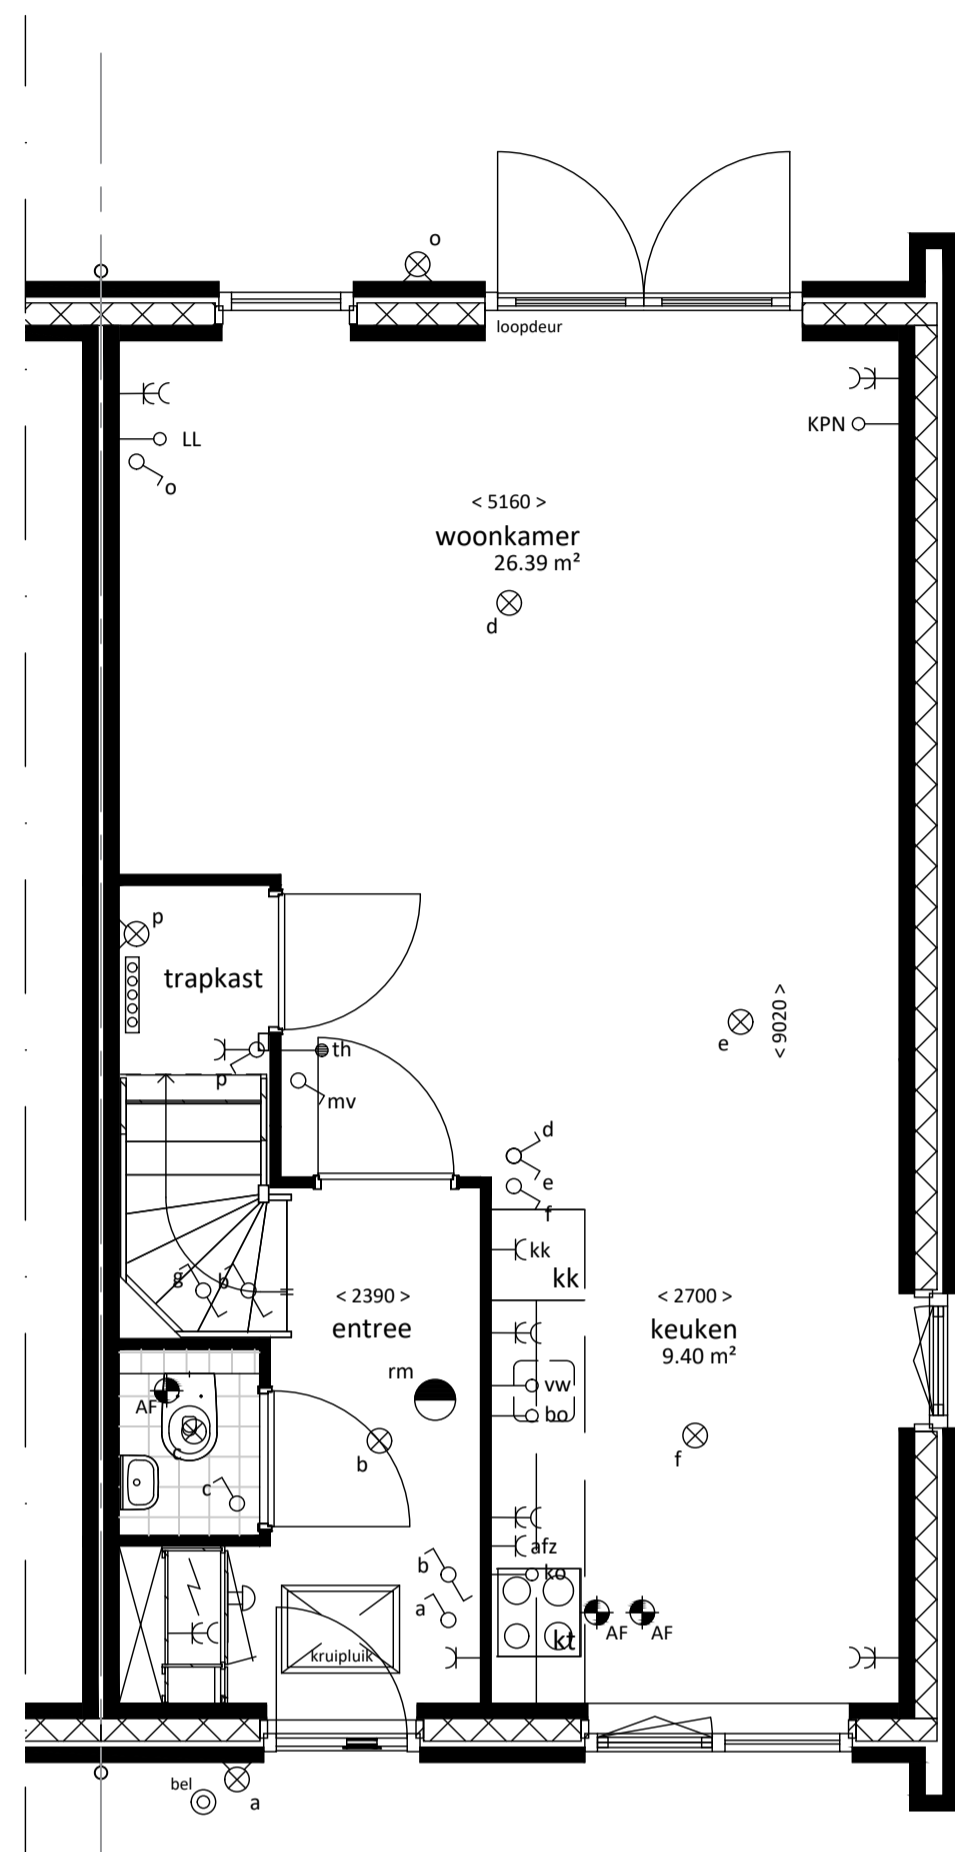 o
loopdeur
LL
o
KPN
< 5160 >
woonkamer
26.39 m²
d
p
trapkast
e
< 9020 >
th
p
mv
d
e
f
kk
kk
g
b
< 2390 >
entree
< 2700 >
keuken
9.40 m²
rm
vw
bo
AF
c
b
f
c
afz
ko
b
a
kt
AF
AF
kruipluik
bel
a